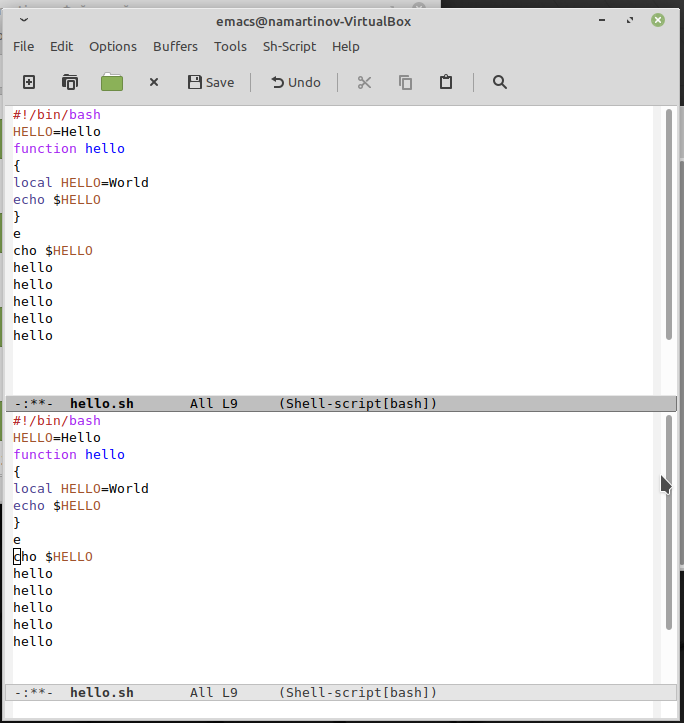 emacs@namartinov-VirtualBox
File Edit Options Buffers Tools Sh-Script Help
Save Undo
#!/bin/bash
HELLO=Hello
function hello
{
local HELLO=World
echo $HELLO
}
e
cho $HELLO
hello
hello
hello
hello
hello
-:**- hello.sh All L9 (Shell-script[bash])
#!/bin/bash
HELLO=Hello
function hello
{
local HELLO=World
echo $HELLO
}
e
cho $HELLO
hello
hello
hello
hello
hello
-:**- hello.sh All L9 (Shell-script[bash])